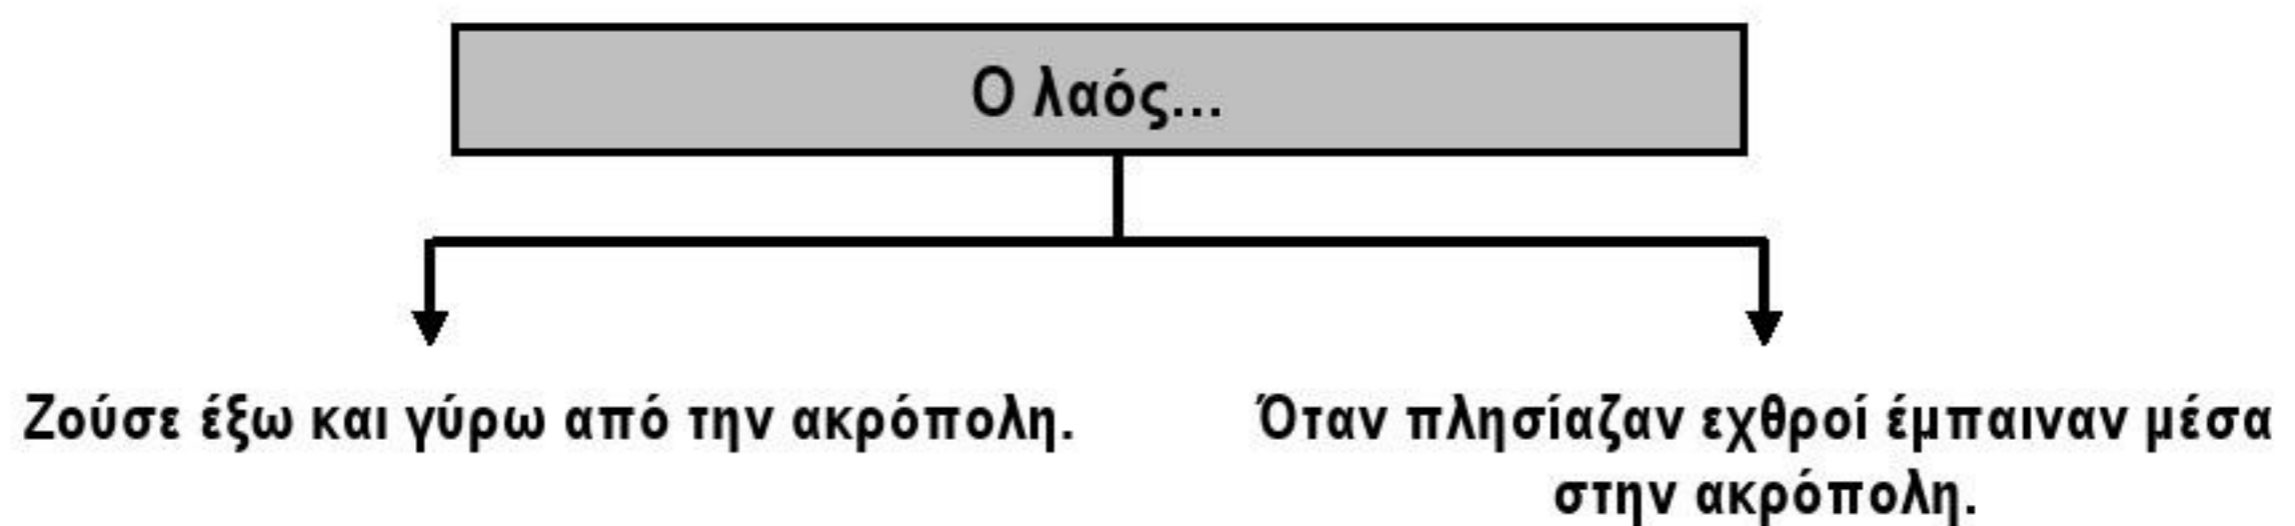 Ο λαός...
Ζούσε έξω και γύρω από την ακρόπολη.
Όταν πλησίαζαν εχθροί έμπαιναν μέσα
στην ακρόπολη.